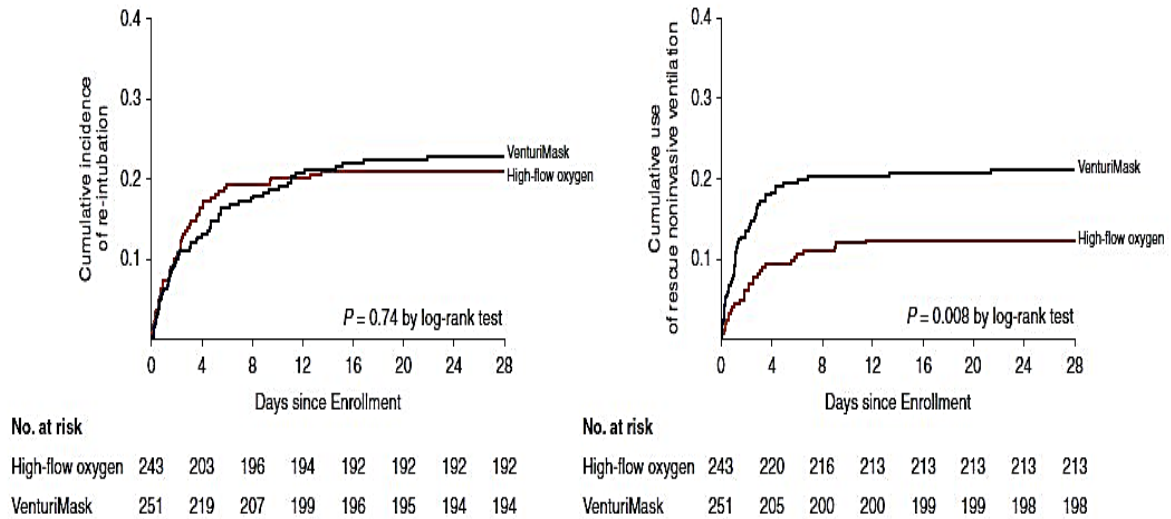 Cumulative incidence
of re-intubation
0.4
0.3
0.2
0.1
VenturiMask
High-flow oxygen
P = 0.74 by log-rank test
0 4 8 12 16 20 24 28
Days since Enrollment
No. at risk
High-flow oxygen 243 203 196 194 192 192 192 192
VenturiMask 251 219 207 199 196 195 194 194
Cumulative use
of rescue noninvasive ventilation
0.4
0.3
0.2
0.1
VenturiMask
High-flow oxygen
P = 0.008 by log-rank test
0 4 8 12 16 20 24 28
Days since Enrollment
No. at risk
High-flow oxygen 243 220 216 213 213 213 213 213
VenturiMask 251 205 200 200 199 199 198 198